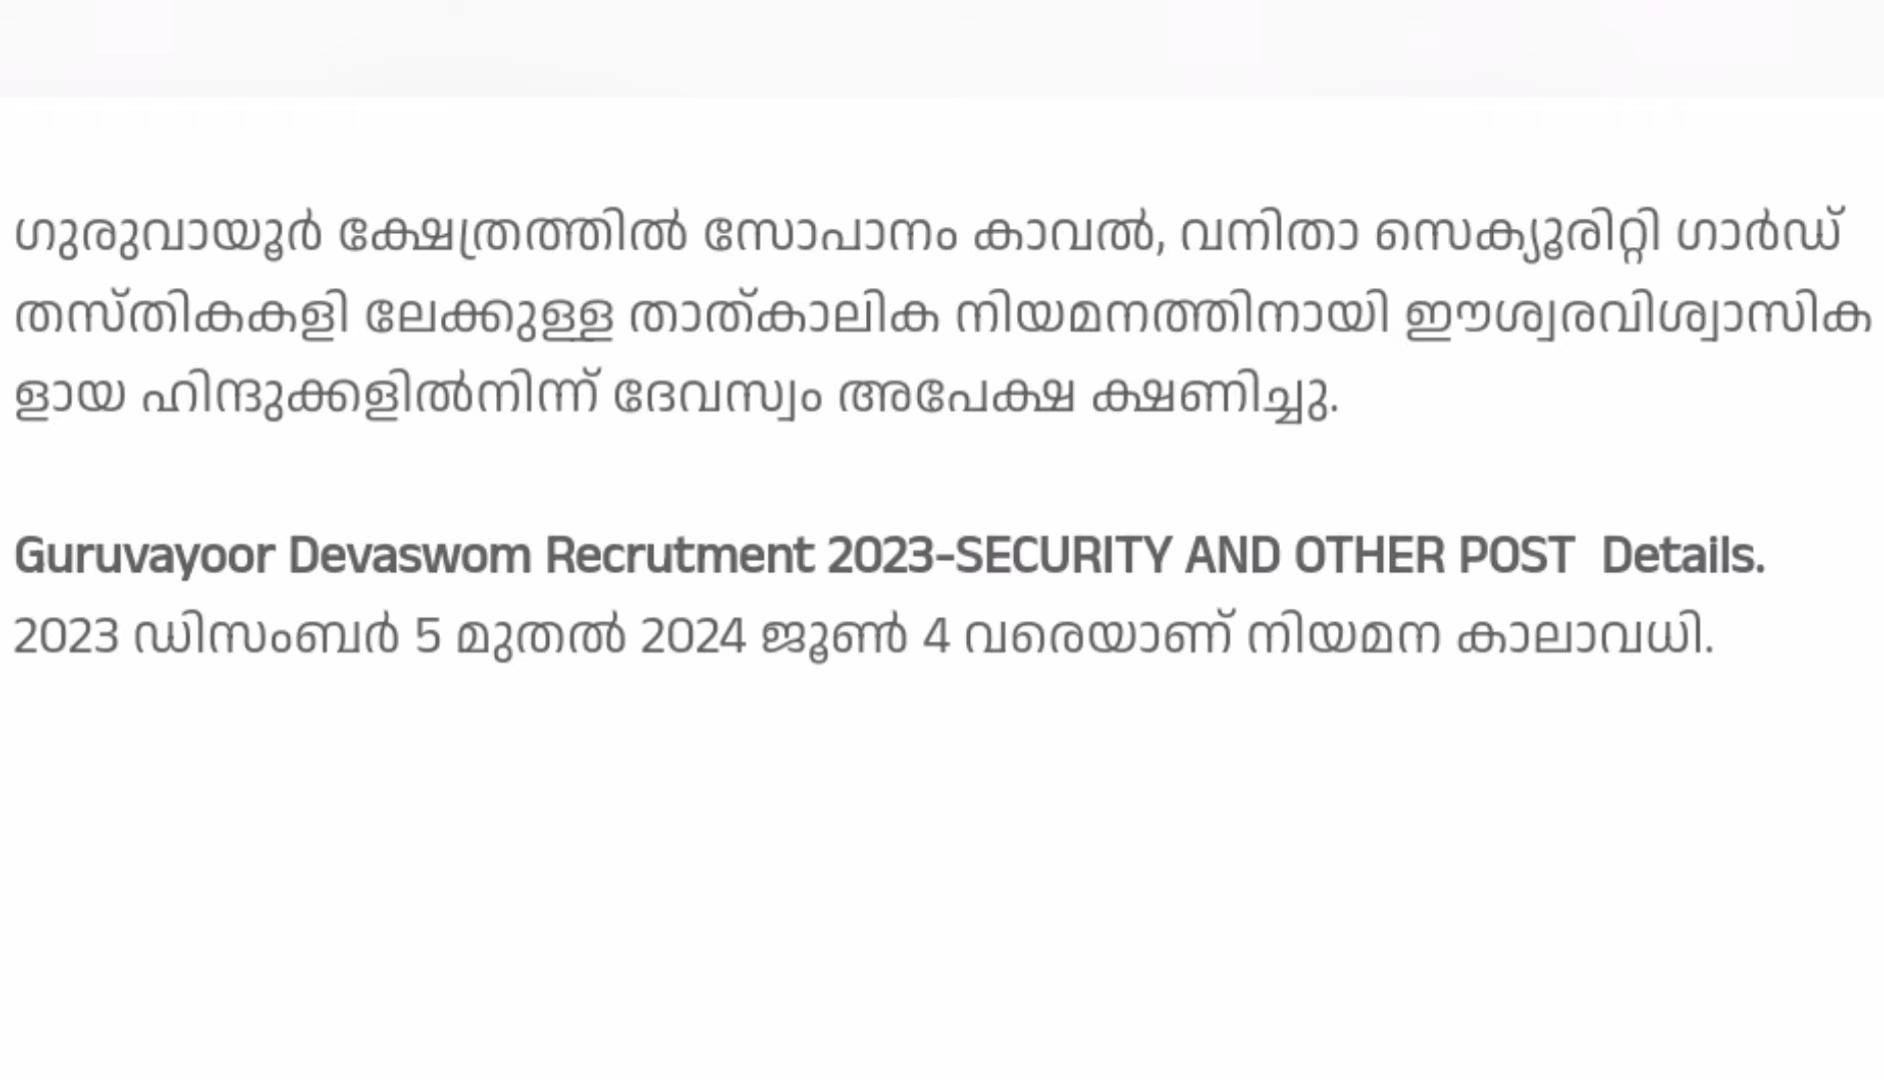 ഗുരുവായൂർ ക്ഷേത്രത്തിൽ സോപാനം കാവൽ, വനിതാ സെക്യൂരിറ്റി ഗാർഡ്
തസ്തികകളി ലേക്കുള്ള താത്കാലിക നിയമനത്തിനായി ഈശ്വരവിശ്വാസിക
ളായ ഹിന്ദുക്കളിൽനിന്ന് ദേവസ്വം അപേക്ഷ ക്ഷണിച്ചു.
Guruvayoor Devaswom Recrutment 2023-SECURITY AND OTHER POST  Details.
2023 ഡിസംബർ 5 മുതൽ 2024 ജൂൺ 4 വരെയാണ് നിയമന കാലാവധി.